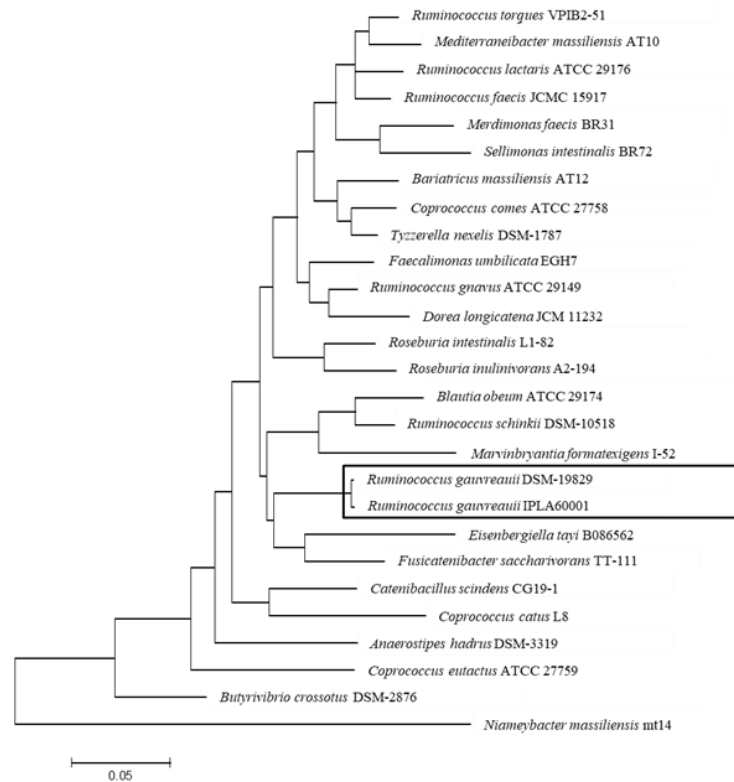 Ruminococcus torques VPIB2-51
Mediterraneibacter massiliensis AT10
Ruminococcus lactaris ATCC 29176
Ruminococcus faecis JCMC 15917
Merdimonas faecis BR31
Sellimonas intestinalis BR72
Bariatricus massiliensis AT12
Coprococcus comes ATCC 27758
Tyzzerella nexelis DSM-1787
Faecalimonas umbilicata EGH7
Ruminococcus gnavus ATCC 29149
Dorea longicatena JCM 11232
Roseburia intestinalis L1-82
Roseburia inulinivorans A2-194
Blautia obeum ATCC 29174
Ruminococcus schinkii DSM-10518
Marvinbryantia formatexigens I-52
Ruminococcus gauvreauii DSM-19829
Ruminococcus gauvreauii IPLA60001
Eisenbergiella tayi B086562
Fusicatenibacter saccharivorans TT-111
Catenibacillus scindens CG19-1
Coprococcus catus L8
Anaerostipes hadrus DSM-3319
Coprococcus eutactus ATCC 27759
Butyrivibrio crossotus DSM-2876
Niameybacter massiliensis mt14
0.05